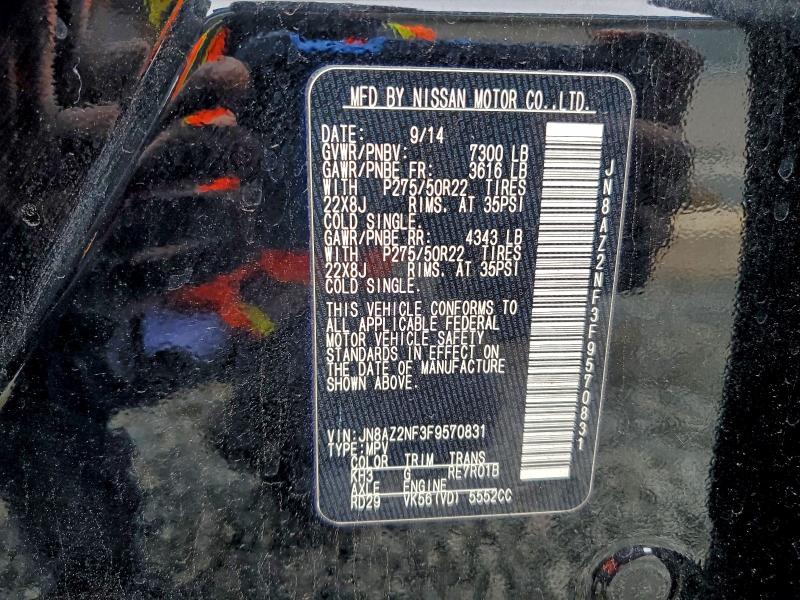 MFD BY NISSAN MOTOR CO.,LTD.
DATE: 9/14
GVWR/PNBV: 7300 LB
GAWR/PNBE FR: 3616 LB
WITH P275/50R22 TIRES
22X8J RIMS. AT 35PSI
COLD SINGLE.
GAWR/PNBE RR: 4343 LB
WITH P275/50R22 TIRES
22X8J RIMS. AT 35PSI
COLD SINGLE.
THIS VEHICLE CONFORMS TO
ALL APPLICABLE FEDERAL
MOTOR VEHICLE SAFETY
STANDARDS IN EFFECT ON
THE DATE OF MANUFACTURE
SHOWN ABOVE.
VIN:JN8AZ2NF3F9570831
TYPE:MPV
COLOR TRIM TRANS
KH3 G RE7R01B
AXLE ENGINE
RD29 VK56(VD) 5552CC
JN8AZ2NF3F9570831